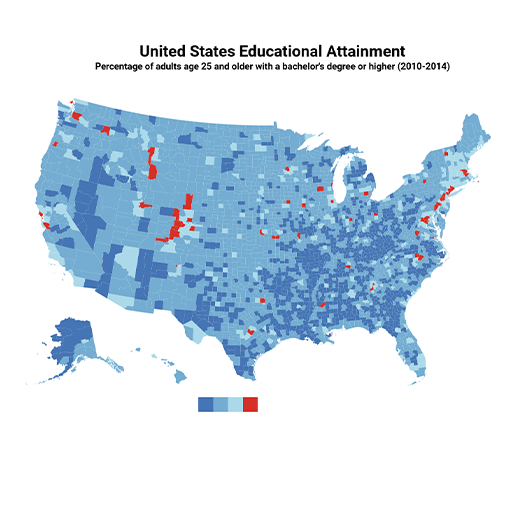 United States Educational Attainment
Percentage of adults age 25 and older with a bachelor's degree or higher (2010-2014)